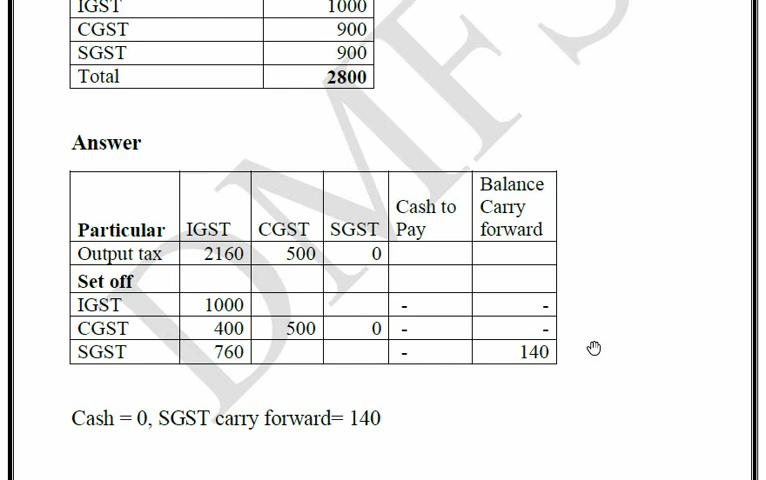 IGST 1000
CGST 900
SGST 900
Total 2800
Answer
Particular IGST CGST SGST Cash to Pay Balance Carry forward
Output tax 2160 500 0
Set off
IGST 1000 - -
CGST 400 500 0 - -
SGST 760 - 140
Cash = 0, SGST carry forward= 140
DMFS